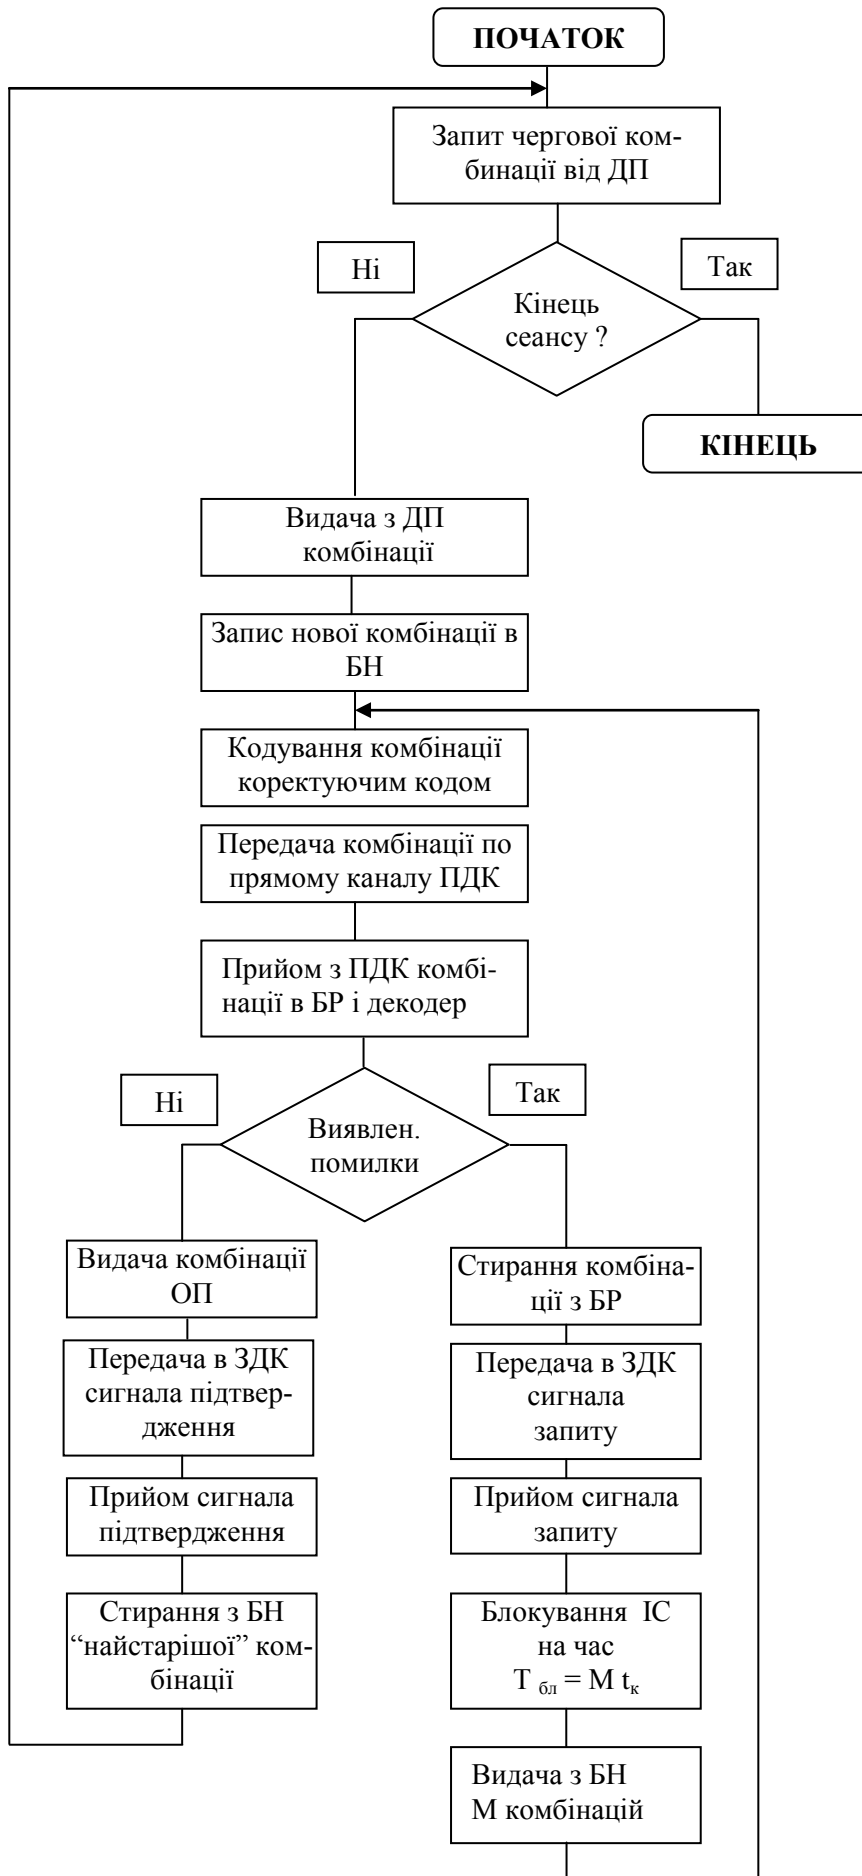 ПОЧАТОК
Запит чергової ком-
бинації від ДП
Ні
Так
Кінець
сеансу ?
КІНЕЦЬ
Видача з ДП
комбінації
Запис нової комбінації в
БН
Кодування комбінації
коректуючим кодом
Передача комбінації по
прямому каналу ПДК
Прийом з ПДК комбі-
нації в БР і декодер
Ні
Так
Виявлен.
помилки
Видача комбінації
ОП
Передача в ЗДК
сигнала підтвер-
дження
Прийом сигнала
підтвердження
Стирання з БН
“найстарішої” ком-
бінації
Стирання комбіна-
ції з БР
Передача в ЗДК
сигнала
запиту
Прийом сигнала
запиту
Блокування ІС
на час
Т бл = М tк
Видача з БН
М комбінацій